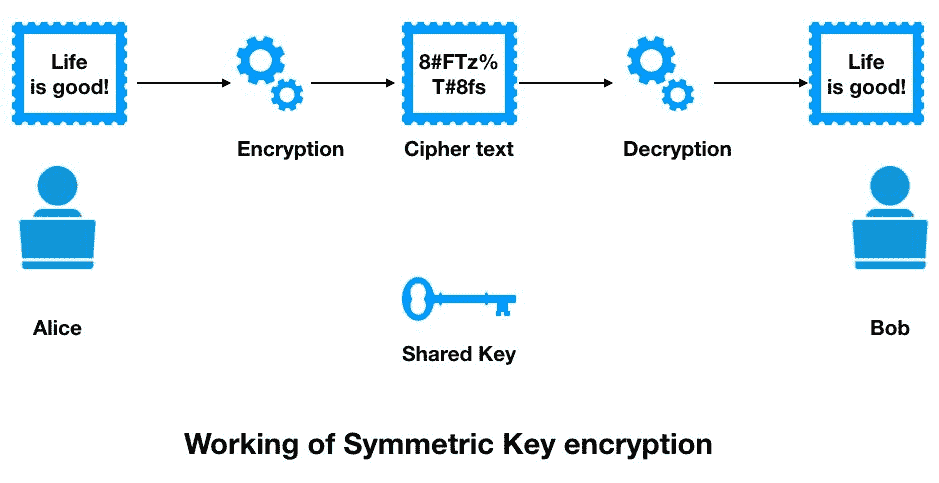 Life
is good!
8#FTz%
T#8fs
Life
is good!
Encryption
Cipher text
Decryption
Alice
Bob
Shared Key
Working of Symmetric Key encryption